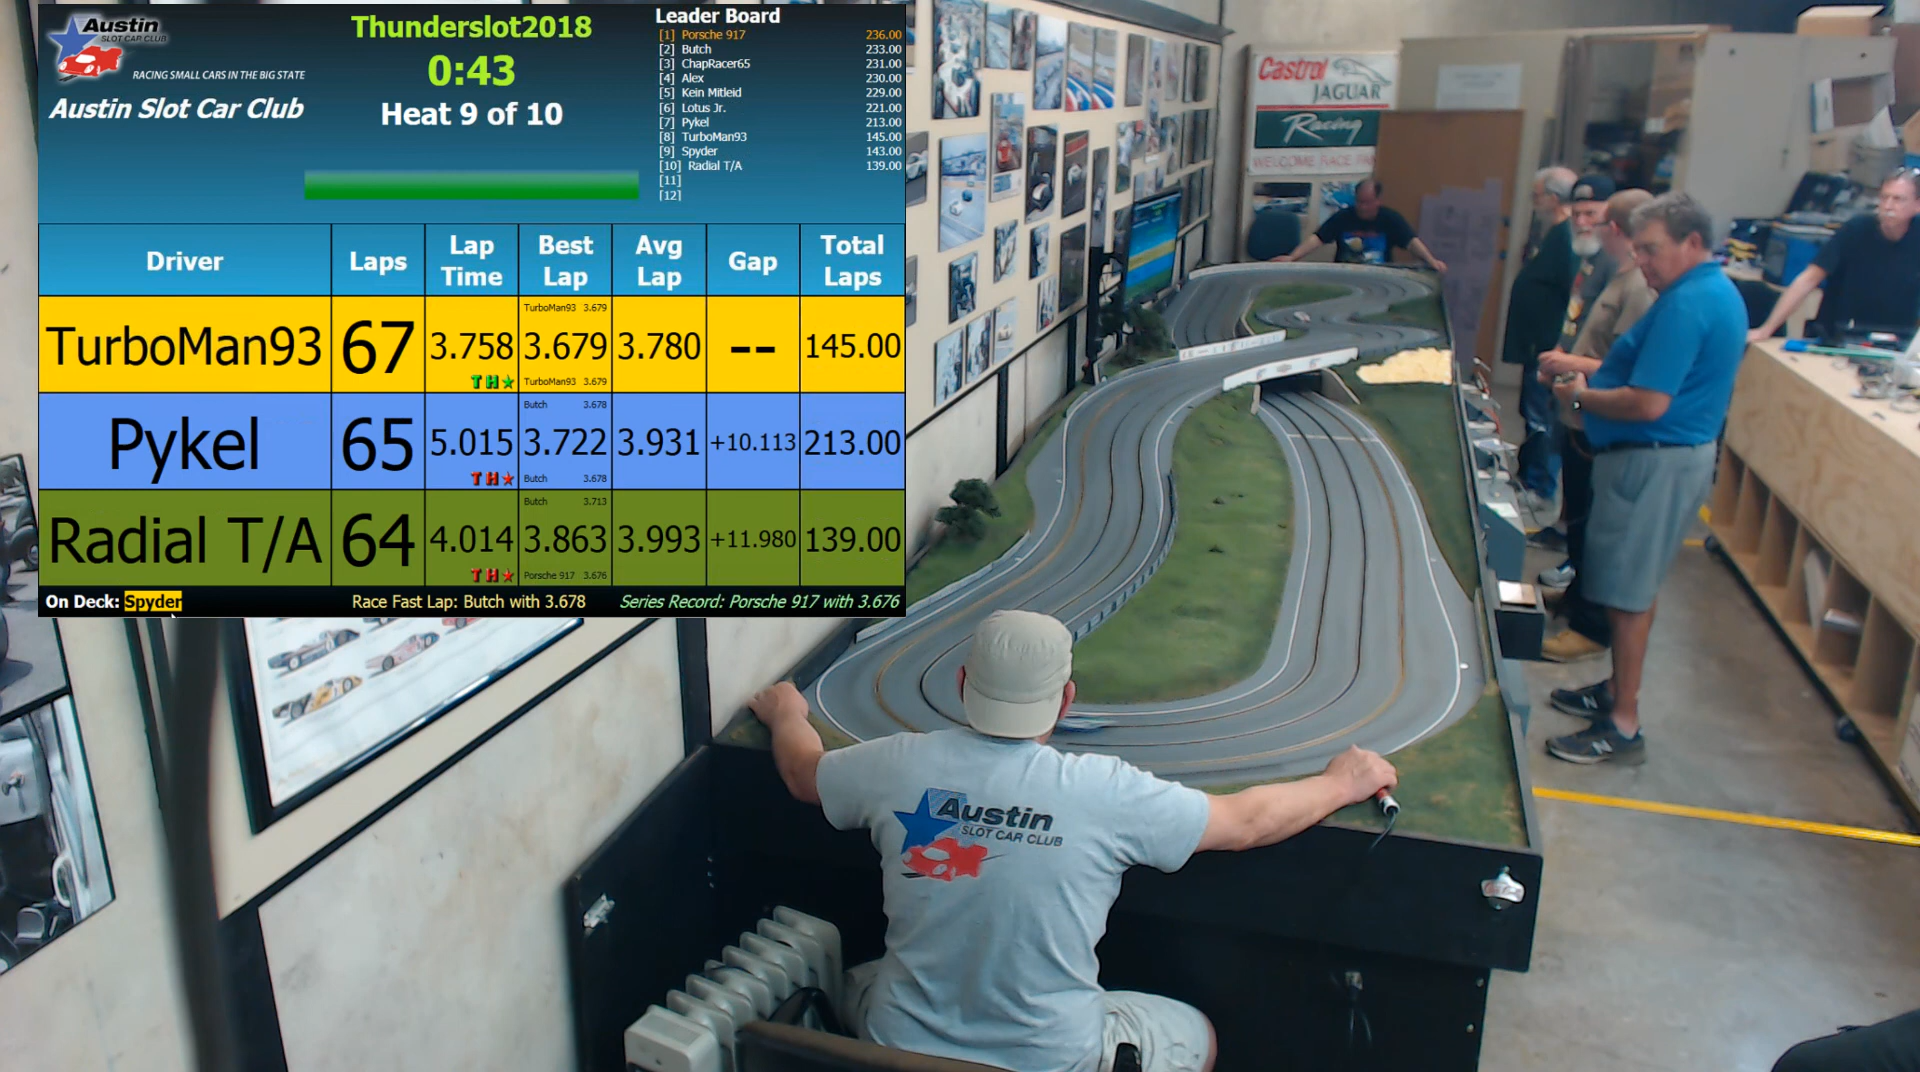 Austin
SLOT CAR CLUB
RACING SMALL CARS IN THE BIG STATE
Austin Slot Car Club
Thunderslot2018
0:43
Heat 9 of 10
Leader Board
[1] Porsche 917 236.00
[2] Butch 233.00
[3] ChapRacer65 231.00
[4] Alex 230.00
[5] Kein Mitleid 229.00
[6] Lotus Jr. 221.00
[7] Pykel 213.00
[8] TurboMan93 145.00
[9] Spyder 143.00
[10] Radial T/A 139.00
[11]
[12]
Driver Laps Lap Time Best Lap Avg Lap Gap Total Laps
TurboMan93 3.679
TurboMan93 67 3.758 3.679 3.780 -- 145.00
T H★ TurboMan93 3.679
Butch 3.678
Pykel 65 5.015 3.722 3.931 +10.113 213.00
T H★ Butch 3.678
Butch 3.713
Radial T/A 64 4.014 3.863 3.993 +11.980 139.00
T H★ Porsche 917 3.676
On Deck: Spyder Race Fast Lap: Butch with 3.678 Series Record: Porsche 917 with 3.676
Castrol
JAGUAR
Racing
WELCOME RACE FA
Austin
SLOT CAR CLUB